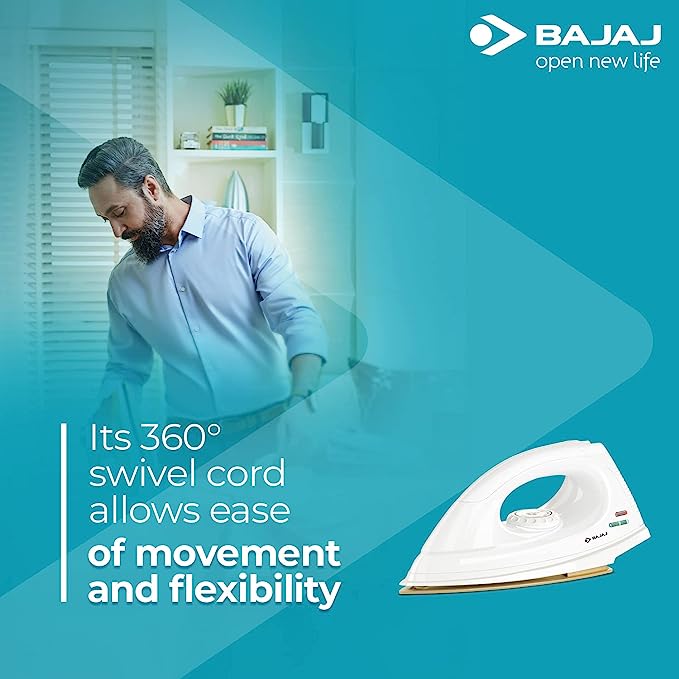 BAJAJ
open new life
Its 360°
swivel cord
allows ease
of movement
and flexibility
BAJAJ